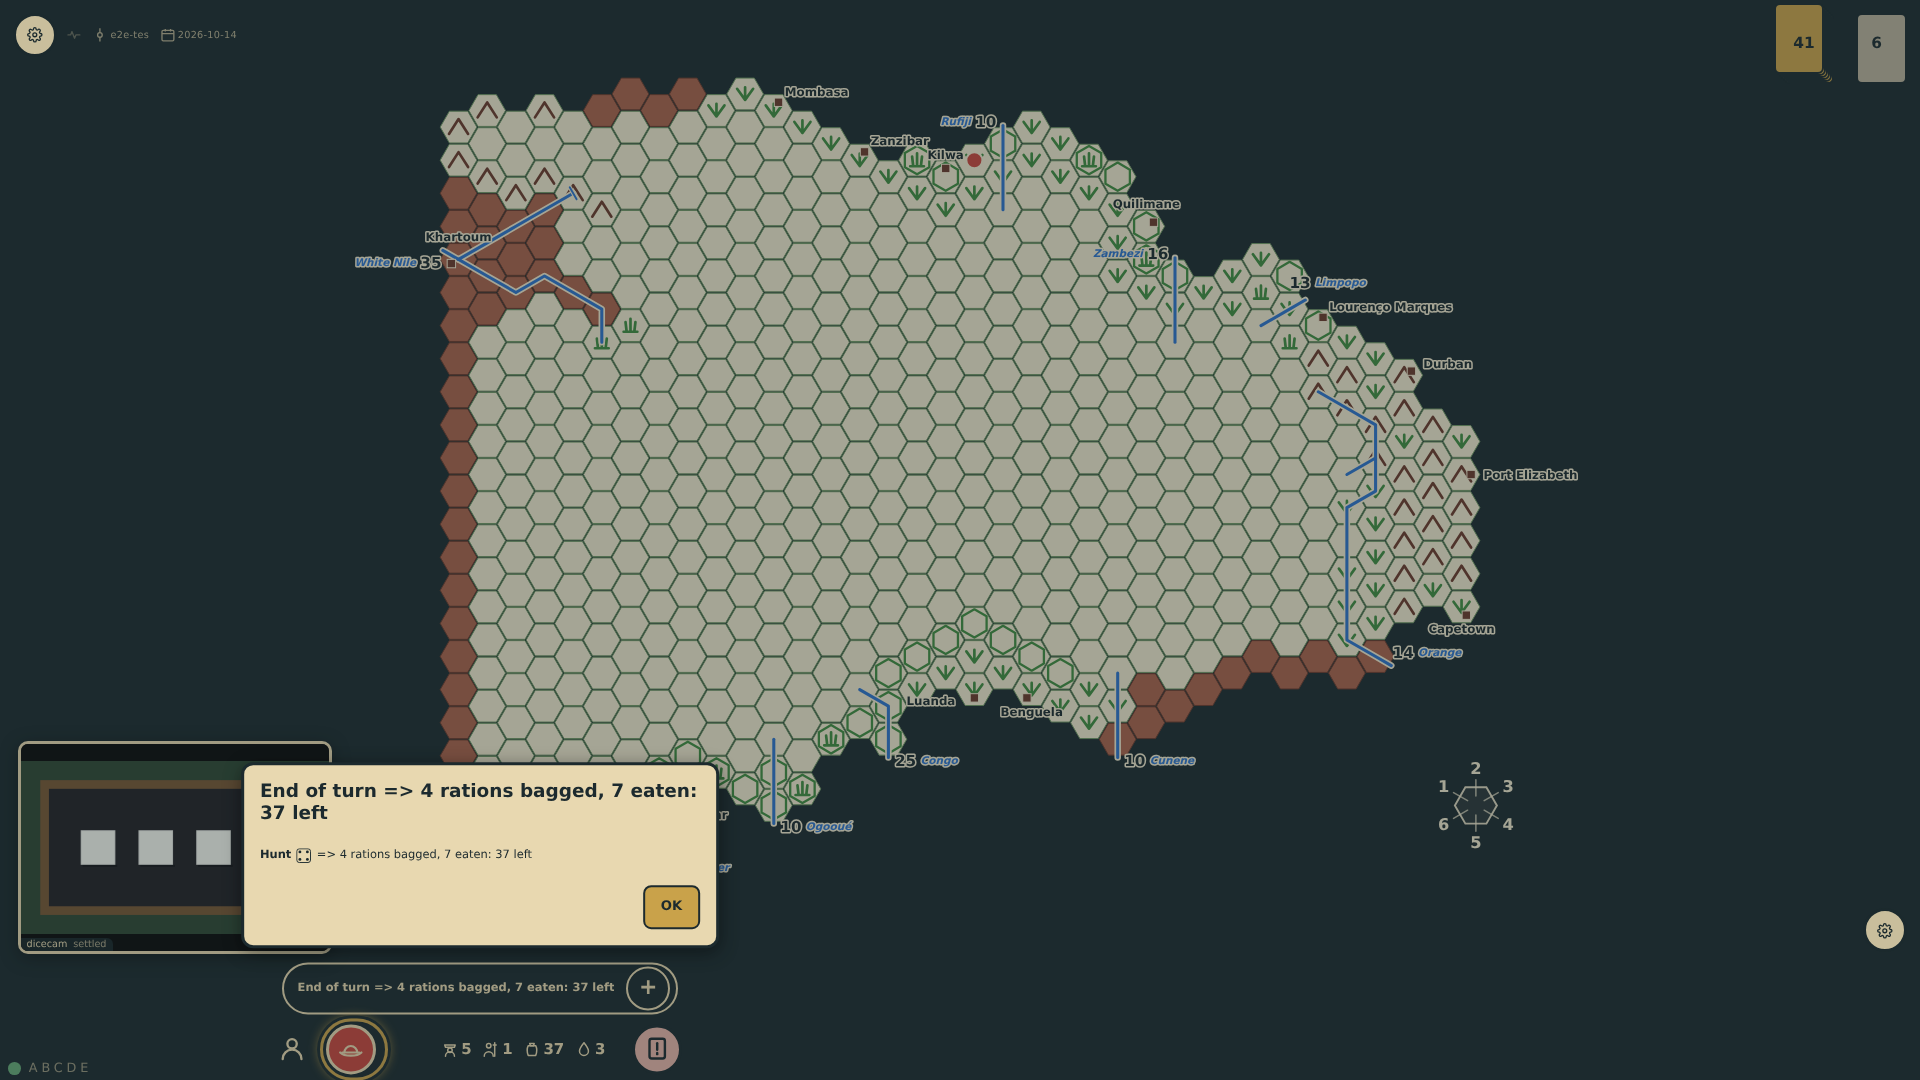 e2e-tes
2026-10-14
41
6
Mombasa
Rufiji 10
Zanzibar
Kilwa
Quilimane
Khartoum
White Nile 35
Zambezi 16
13 Limpopo
Lourenço Marques
Durban
Port Elizabeth
Capetown
14 Orange
Luanda
Benguela
25 Congo
10 Cunene
10 Ogooué
End of turn => 4 rations bagged, 7 eaten:
37 left
Hunt => 4 rations bagged, 7 eaten: 37 left
OK
dicecam settled
1 2 3
6 5 4
End of turn => 4 rations bagged, 7 eaten: 37 left
+
5 1 37 3
A B C D E